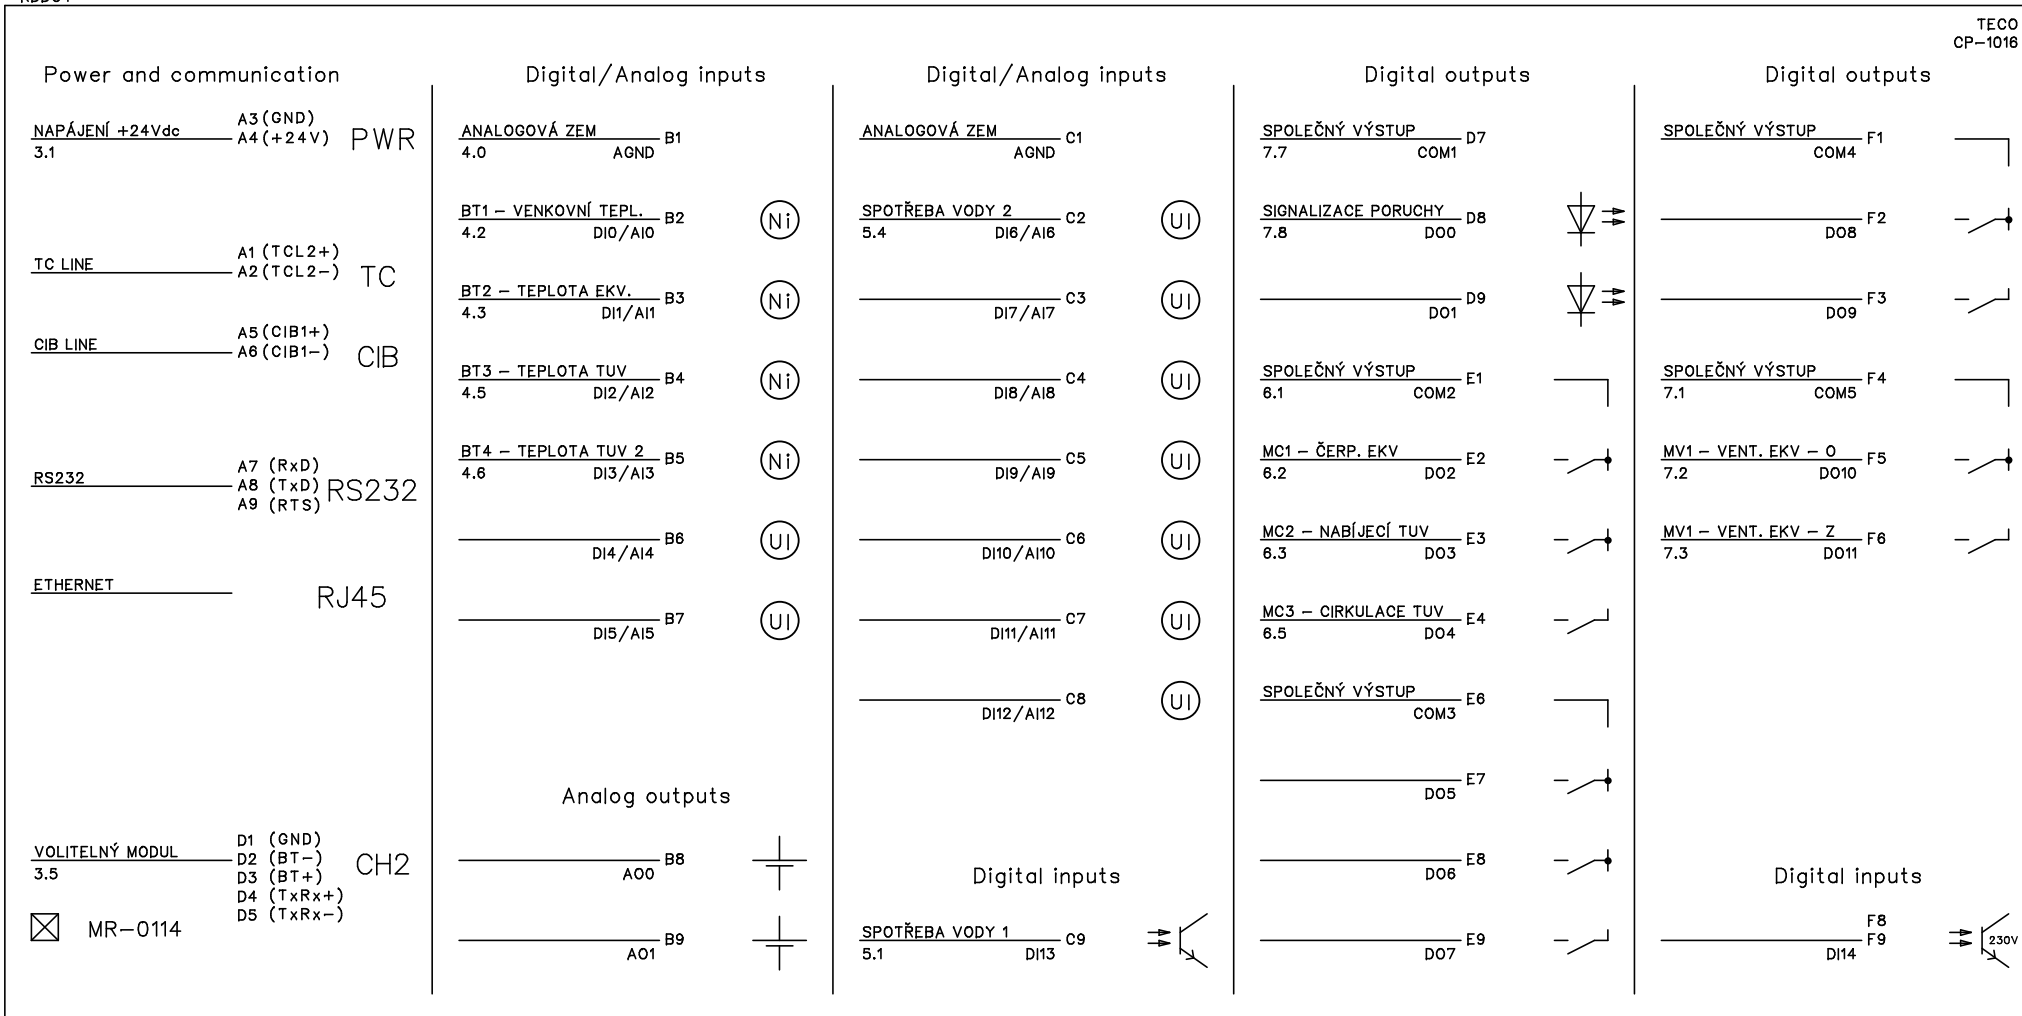 TECO
CP-1016
Power and communication
NAPÁJENÍ +24Vdc
3.1
A3 (GND)
A4 (+24V)
PWR
TC LINE
A1 (TCL2+)
A2 (TCL2-)
TC
CIB LINE
A5 (CIB1+)
A6 (CIB1-)
CIB
RS232
A7 (RxD)
A8 (TxD)
A9 (RTS)
RS232
ETHERNET
RJ45
VOLITELNÝ MODUL
3.5
D1 (GND)
D2 (BT-)
D3 (BT+)
D4 (TxRx+)
D5 (TxRx-)
CH2
MR-0114
Digital/Analog inputs
ANALOGOVÁ ZEM B1
4.0 AGND
BT1 - VENKOVNÍ TEPL. B2
4.2 DI0/AI0
Ni
BT2 - TEPLOTA EKV. B3
4.3 DI1/AI1
Ni
BT3 - TEPLOTA TUV B4
4.5 DI2/AI2
Ni
BT4 - TEPLOTA TUV 2 B5
4.6 DI3/AI3
Ni
B6
DI4/AI4
UI
B7
DI5/AI5
UI
Analog outputs
B8
AO0
B9
AO1
Digital/Analog inputs
ANALOGOVÁ ZEM C1
AGND
SPOTŘEBA VODY 2 C2
5.4 DI6/AI6
UI
C3
DI7/AI7
UI
C4
DI8/AI8
UI
C5
DI9/AI9
UI
C6
DI10/AI10
UI
C7
DI11/AI11
UI
C8
DI12/AI12
UI
Digital inputs
SPOTŘEBA VODY 1 C9
5.1 DI13
Digital outputs
SPOLEČNÝ VÝSTUP D7
7.7 COM1
SIGNALIZACE PORUCHY D8
7.8 DO0
D9
DO1
SPOLEČNÝ VÝSTUP E1
6.1 COM2
MC1 - ČERP. EKV E2
6.2 DO2
MC2 - NABÍJECÍ TUV E3
6.3 DO3
MC3 - CIRKULACE TUV E4
6.5 DO4
SPOLEČNÝ VÝSTUP E6
COM3
E7
DO5
E8
DO6
E9
DO7
Digital outputs
SPOLEČNÝ VÝSTUP F1
COM4
F2
DO8
F3
DO9
SPOLEČNÝ VÝSTUP F4
7.1 COM5
MV1 - VENT. EKV - O F5
7.2 DO10
MV1 - VENT. EKV - Z F6
7.3 DO11
Digital inputs
F8
F9
DI14
230V